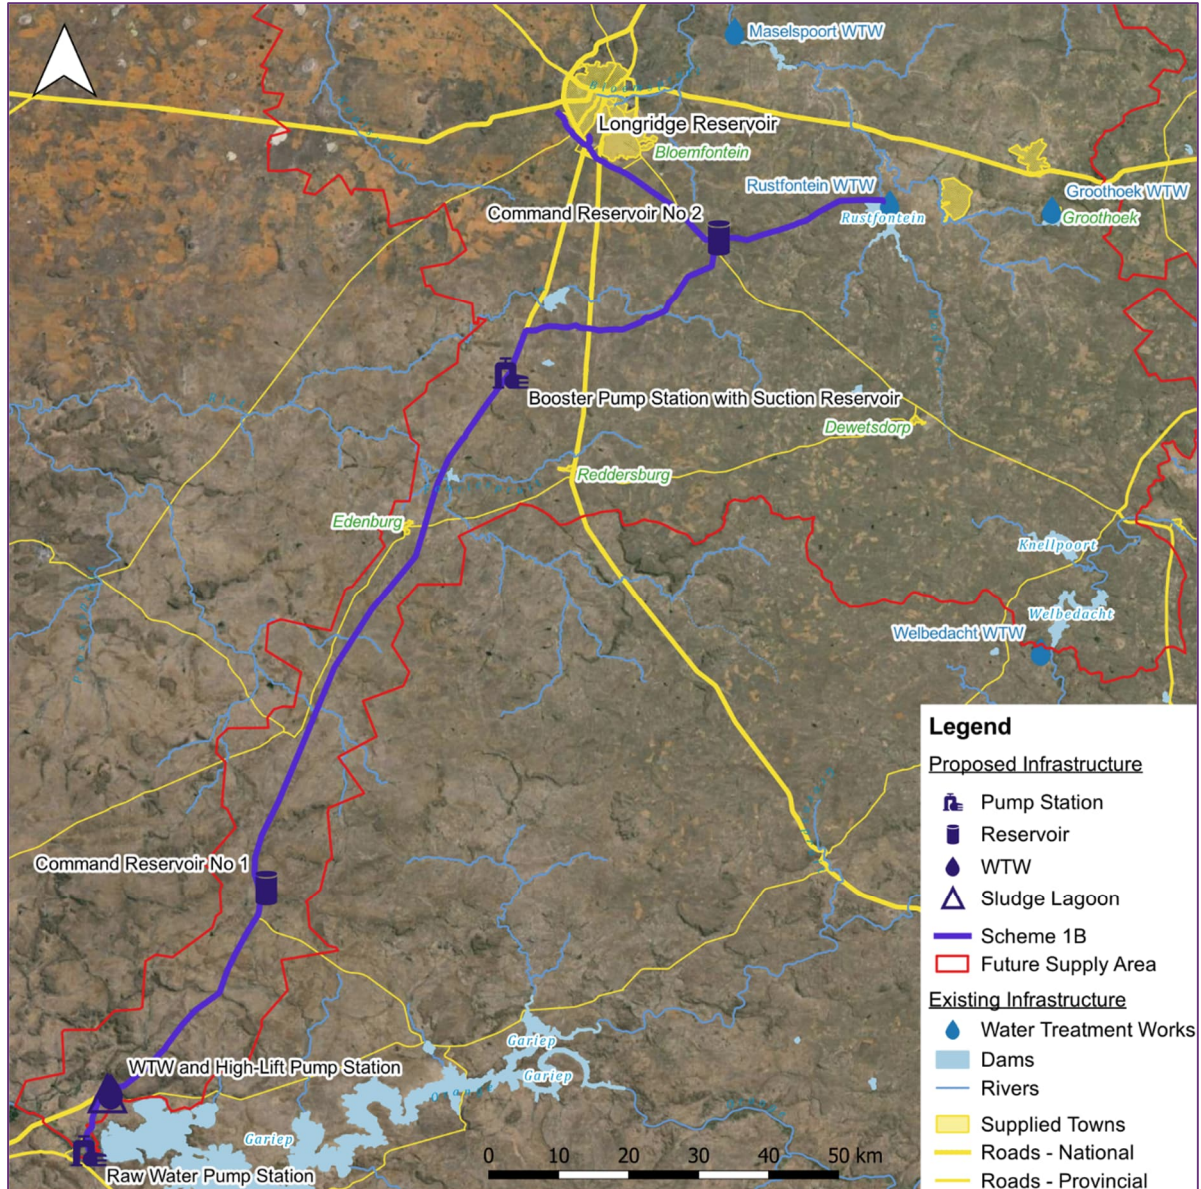 Maselspoort WTW
Longridge Reservoir
Bloemfontein
Rustfontein WTW
Groothoek WTW
Command Reservoir No 2
Rustfontein
Groothoek
Booster Pump Station with Suction Reservoir
Dewetsdorp
Reddersburg
Edenburg
Knellpoort
Welbedacht
Welbedacht WTW
Legend
Proposed Infrastructure
Pump Station
Reservoir
WTW
Sludge Lagoon
Scheme 1B
Future Supply Area
Existing Infrastructure
Water Treatment Works
Dams
Rivers
Supplied Towns
Roads - National
Roads - Provincial
Command Reservoir No 1
Gariep
Gariep
WTW and High-Lift Pump Station
Gariep
Raw Water Pump Station
0 10 20 30 40 50 km